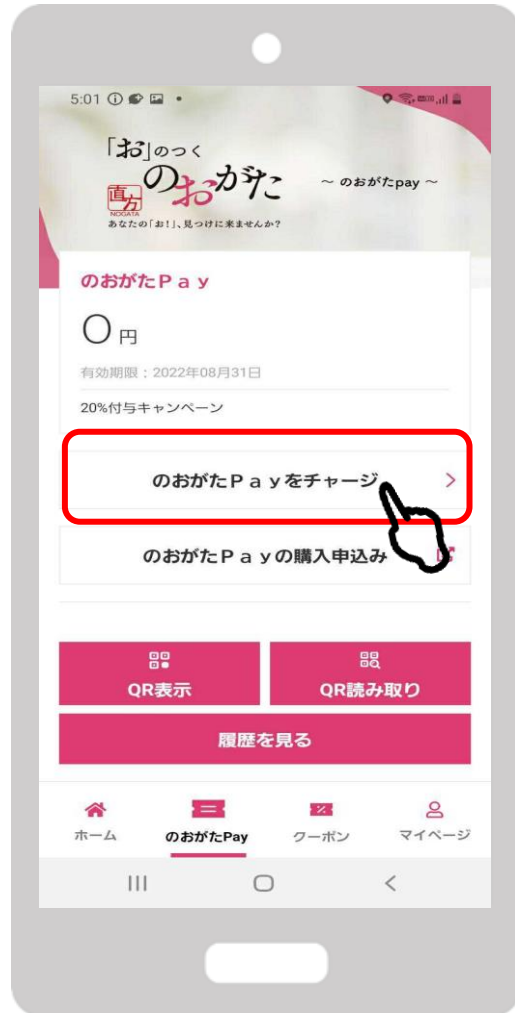 5:01
「お」のつく
のおがた
直方
NOGATA
～ のおがたpay ～
あなたの「お!」、見つけに来ませんか?
のおがたＰａｙ
0 円
有効期限：2022年08月31日
20%付与キャンペーン
のおがたＰａｙをチャージ
のおがたＰａｙの購入申込み
QR表示
QR読み取り
履歴を見る
ホーム
のおがたPay
クーポン
マイページ